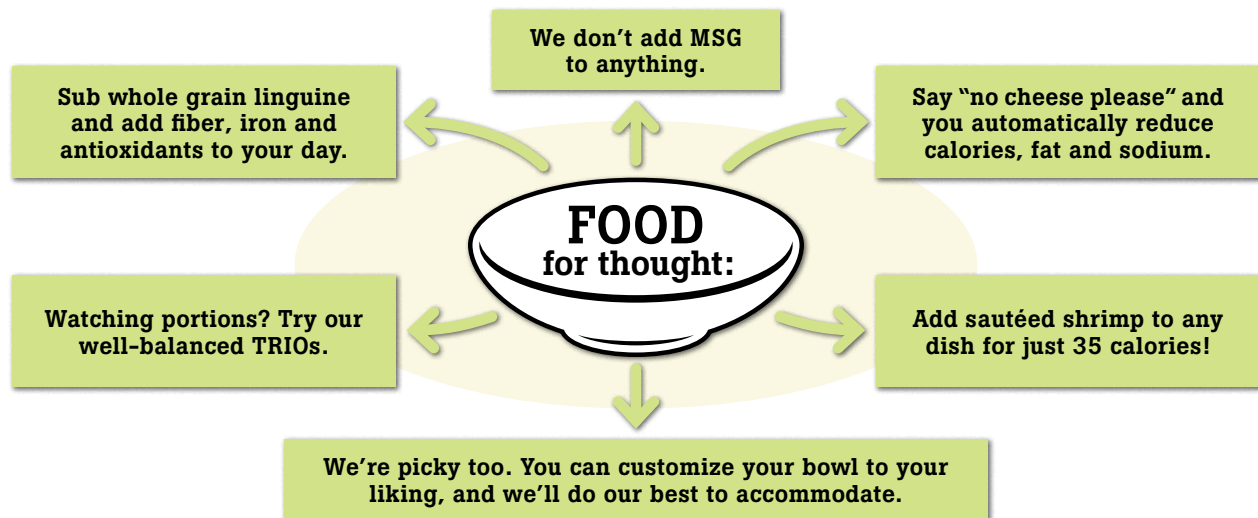 We don’t add MSG
to anything.
Sub whole grain linguine
and add fiber, iron and
antioxidants to your day.
Say “no cheese please” and
you automatically reduce
calories, fat and sodium.
FOOD
for thought:
Watching portions? Try our
well-balanced TRIOs.
Add sautéed shrimp to any
dish for just 35 calories!
We’re picky too. You can customize your bowl to your
liking, and we’ll do our best to accommodate.